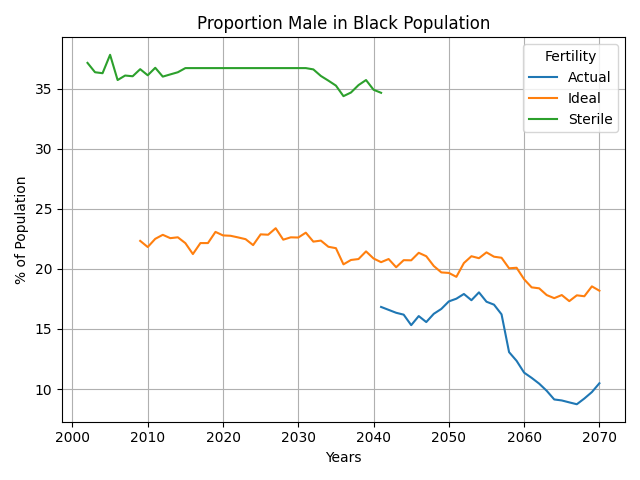 Proportion Male in Black Population
% of Population
35
30
25
20
15
10
Fertility
Actual
Ideal
Sterile
2000 2010 2020 2030 2040 2050 2060 2070
Years